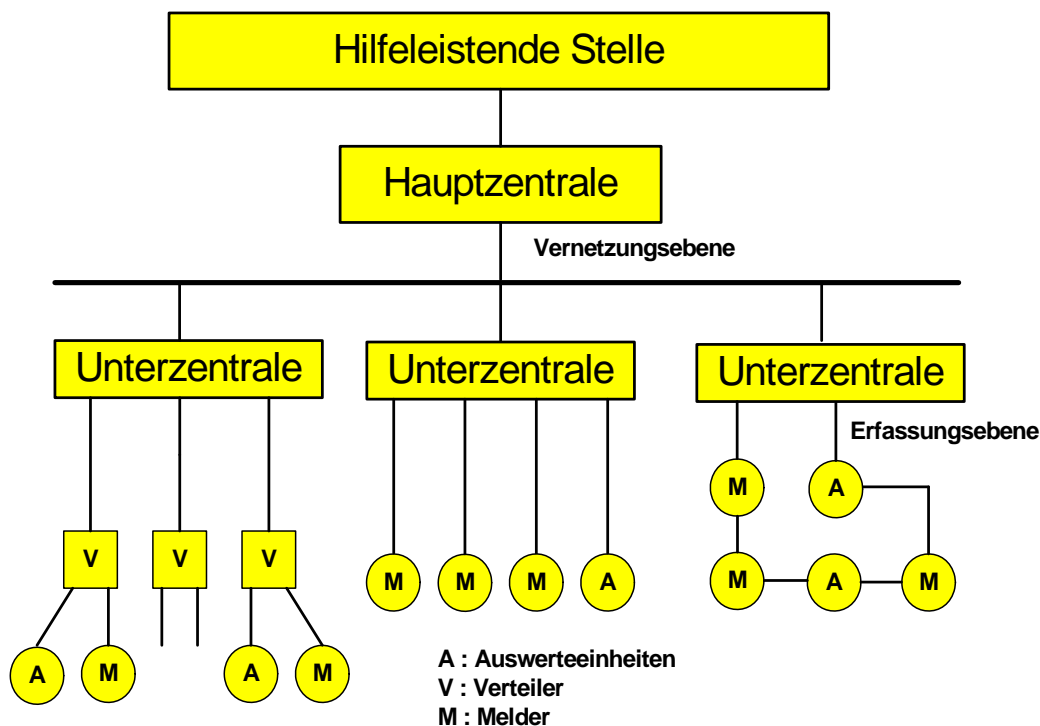 Hilfeleistende Stelle
Hauptzentrale
Vernetzungsebene
Unterzentrale Unterzentrale Unterzentrale
Erfassungsebene
M A
V V V
M M M A M A M
A M A M
A : Auswerteeinheiten
V : Verteiler
M : Melder